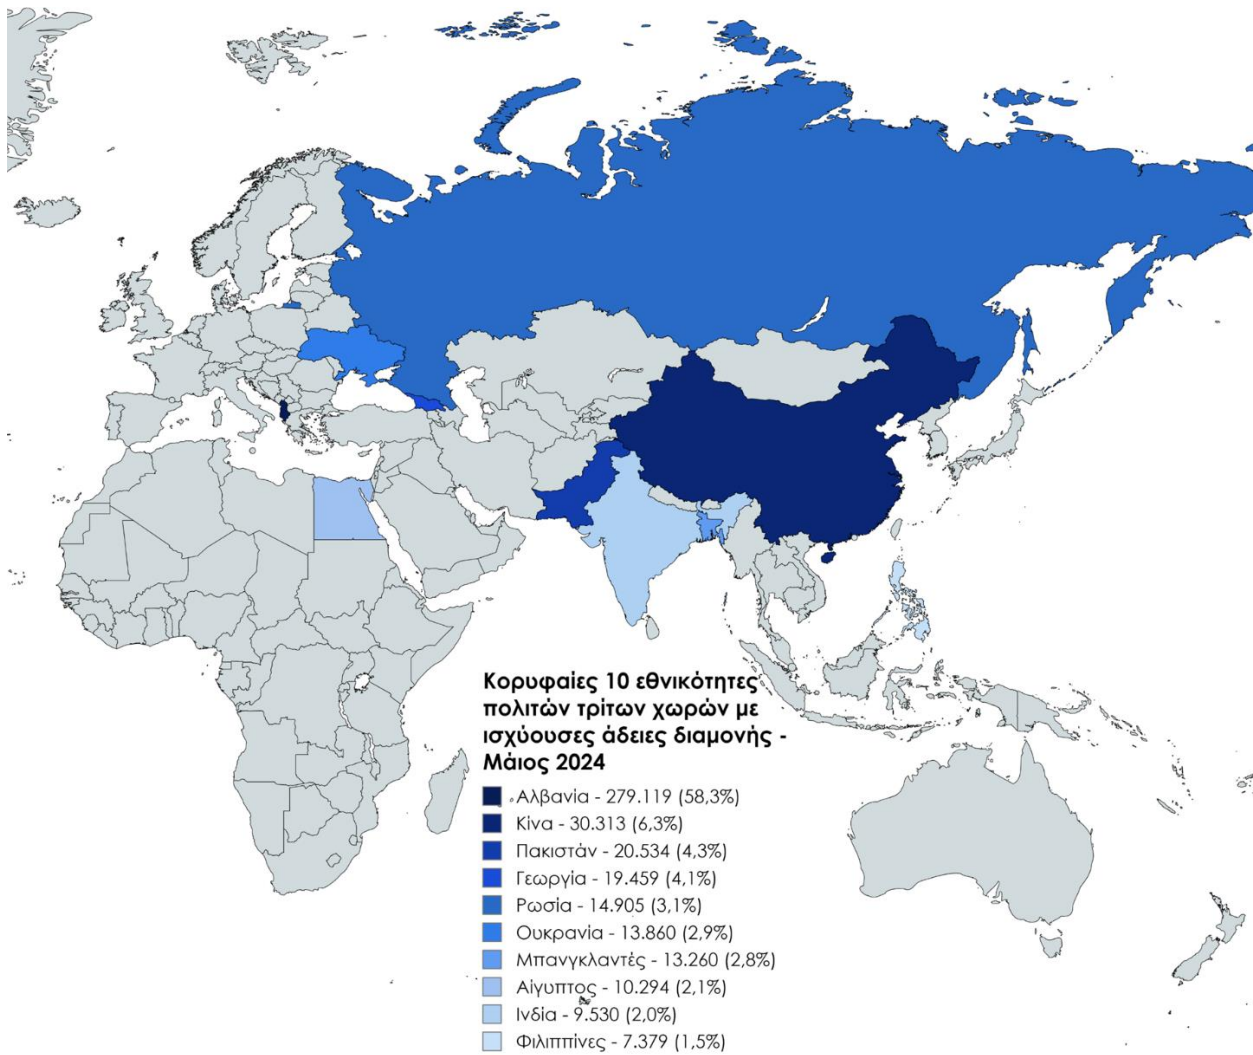 Κορυφαίες 10 εθνικότητες
πολιτών τρίτων χωρών με
ισχύουσες άδειες διαμονής -
Μάιος 2024
Αλβανία - 279.119 (58,3%)
Κίνα - 30.313 (6,3%)
Πακιστάν - 20.534 (4,3%)
Γεωργία - 19.459 (4,1%)
Ρωσία - 14.905 (3,1%)
Ουκρανία - 13.860 (2,9%)
Μπανγκλαντές - 13.260 (2,8%)
Αίγυπτος - 10.294 (2,1%)
Ινδία - 9.530 (2,0%)
Φιλιππίνες - 7.379 (1,5%)